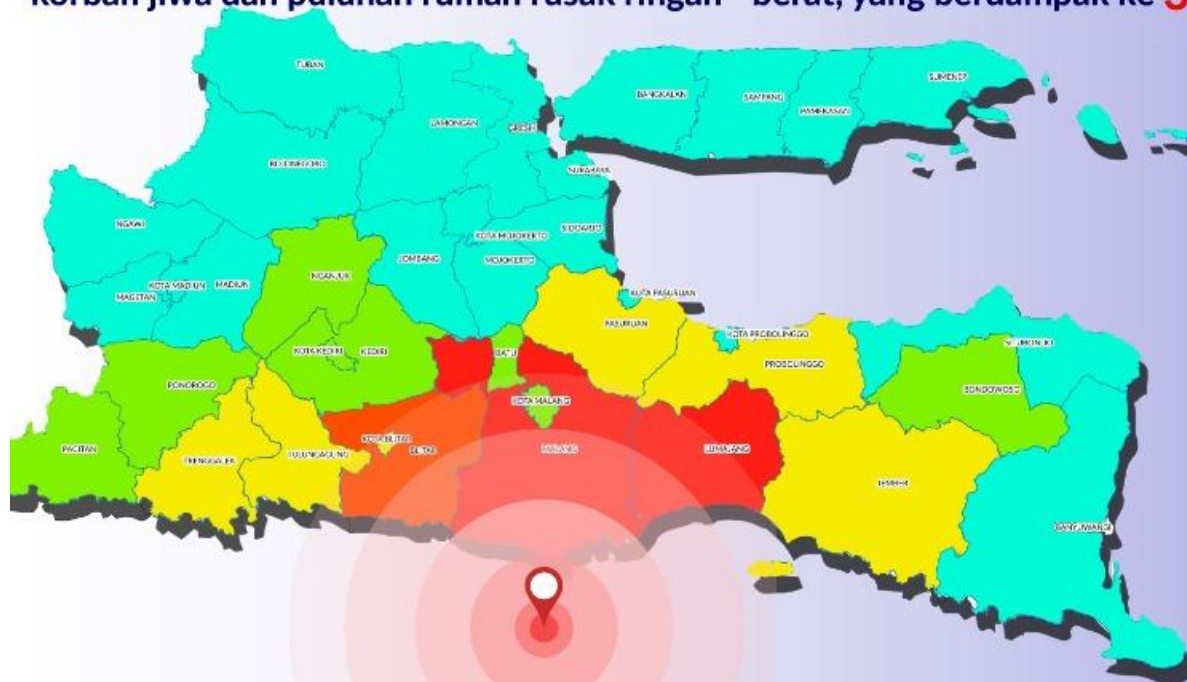 korban jiwa dan puluhan rumah rusak ringan - berat, yang berdampak ke
TUBAN
BANGKALAN
SAMPANG
PAMEKASAN
SUMENEP
LAMONGAN
GRESIK
BOJONEGORO
SURABAYA
NGAWI
KOTA MOJOKERTO
SIDOARJO
JOMBANG
MOJOKERTO
NGANJUK
KOTA MADIUN
MADIUN
MAGETAN
KOTA PASURUAN
PASURUAN
KOTA PROBOLINGGO
PROBOLINGGO
SITUBONDO
KOTA KEDIRI
KEDIRI
BATU
PONOROGO
BONDOWOSO
KOTA MALANG
PACITAN
TRENGGALEK
TULUNGAGUNG
KOTA BLITAR
BLITAR
MALANG
LUMAJANG
JEMBER
BANYUWANGI